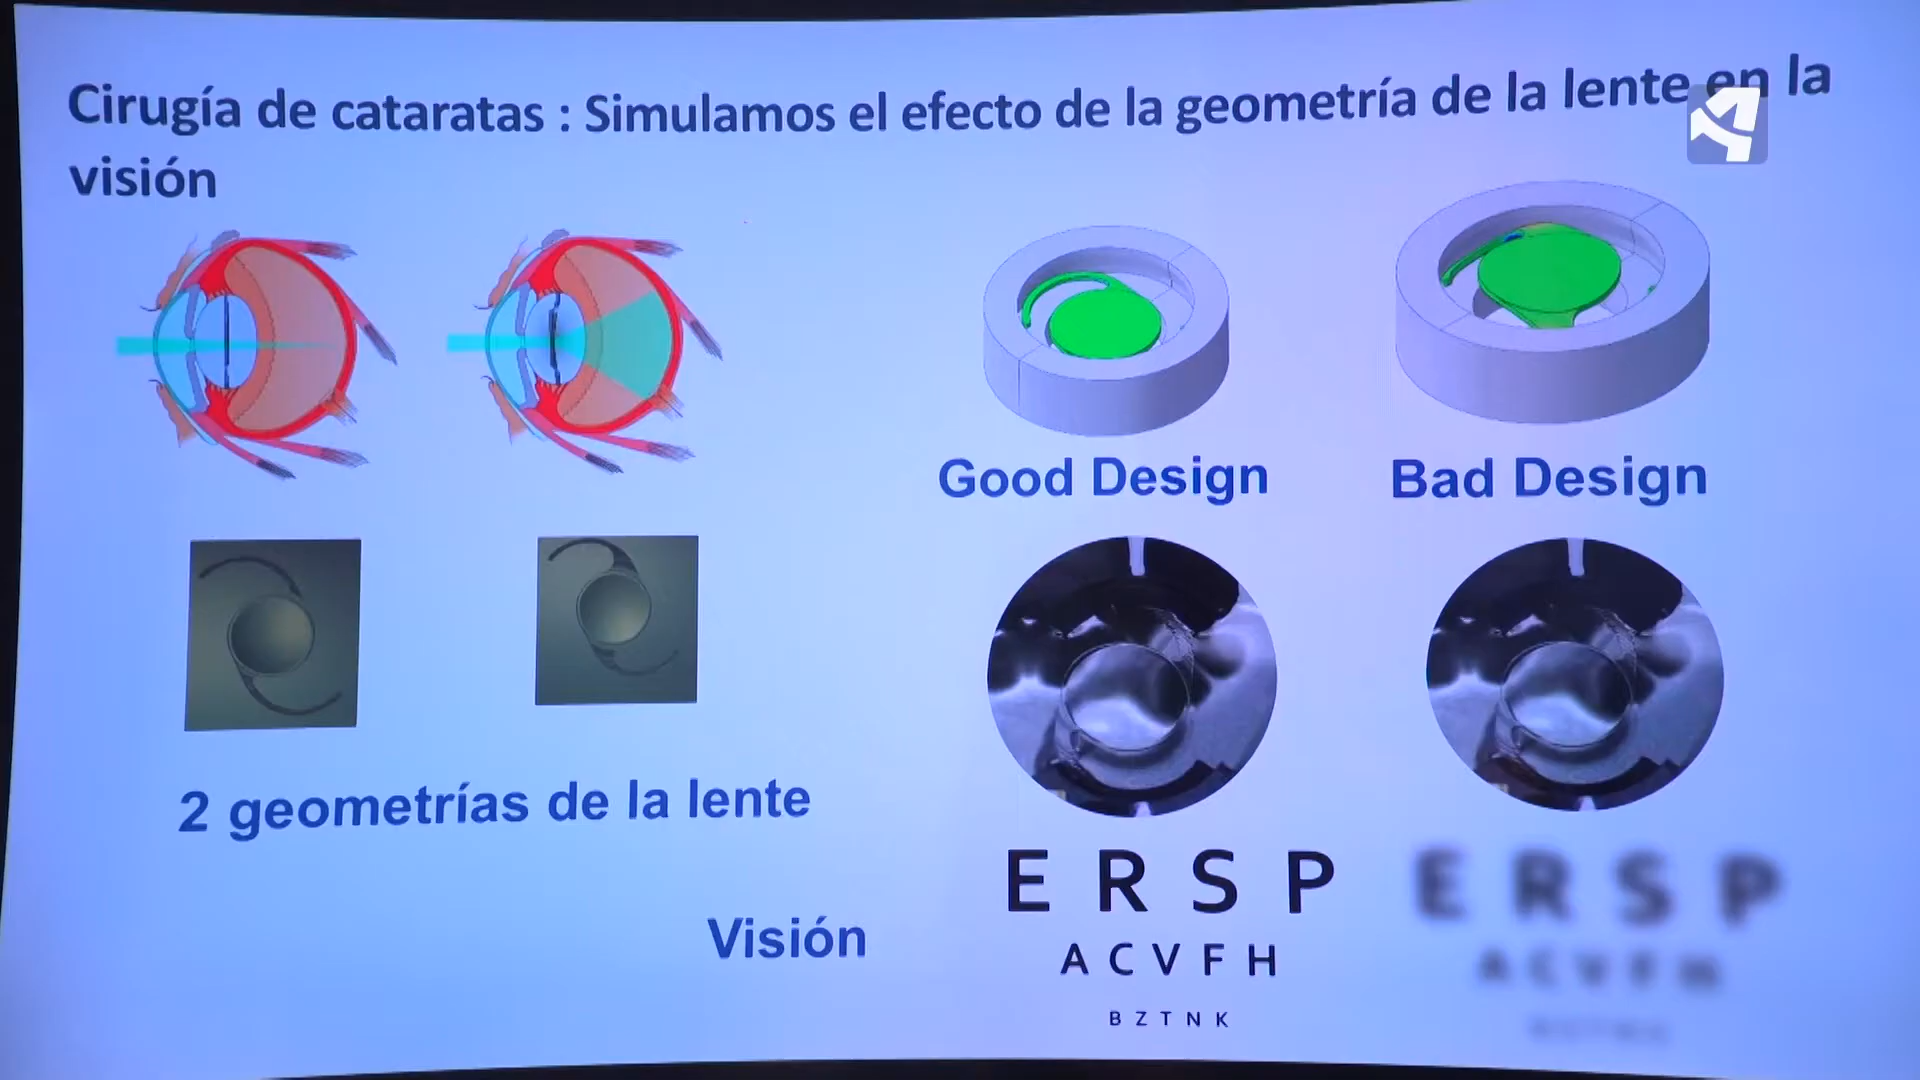 Cirugía de cataratas : Simulamos el efecto de la geometría de la lente en la
visión
Good Design
Bad Design
2 geometrías de la lente
Visión
E R S P
A C V F H
B Z T N K
E R S P
A C V F H